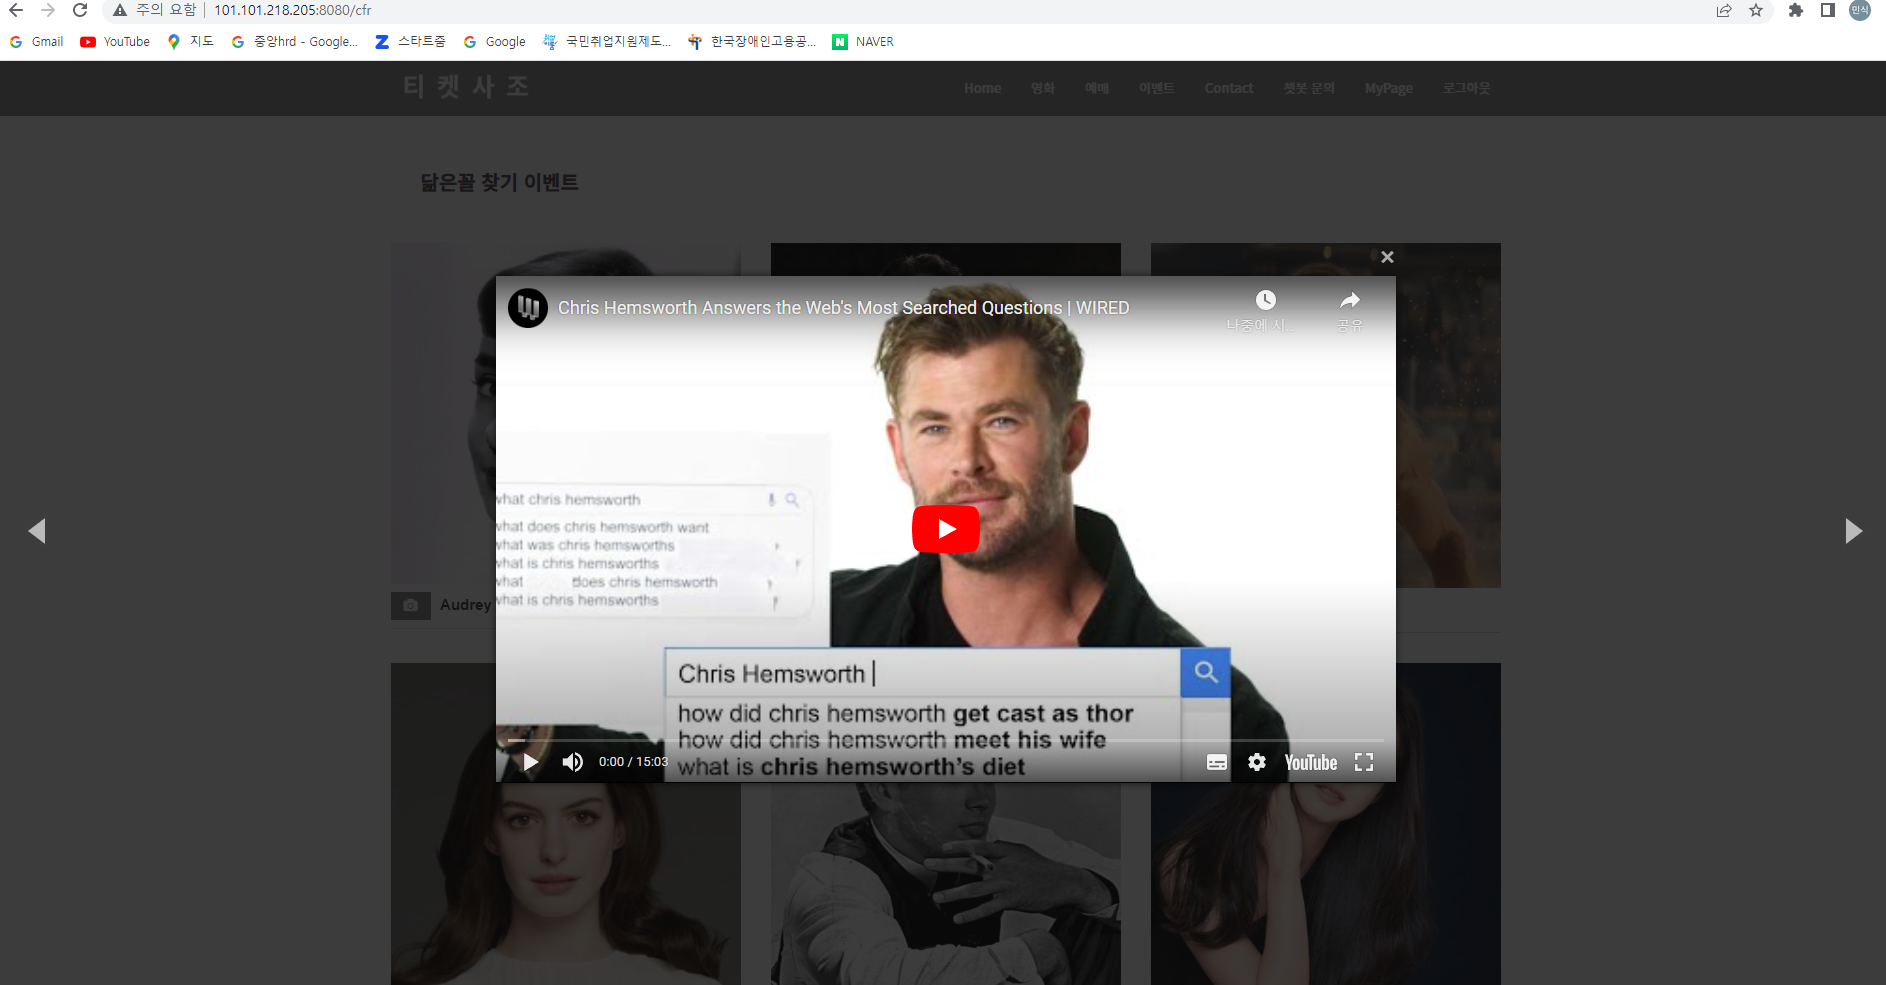 주의 요함 101.101.218.205:8080/cfr
인식
Gmail YouTube 지도 중앙hrd - Google... 스타트줌 Google 국민취업지원제도... 한국장애인고용공... NAVER
티켓사조 Home 영화 예매 이벤트 Contact 챗봇 문의 MyPage 로그아웃
닮은꼴 찾기 이벤트
Chris Hemsworth Answers the Web's Most Searched Questions | WIRED
나중에 시... 공유
what chris hemsworth
what does chris hemsworth want
what was chris hemsworths
what is chris hemsworths
what does chris hemsworth
what is chris hemsworths
Audrey
Chris Hemsworth
how did chris hemsworth get cast as thor
how did chris hemsworth meet his wife
what is chris hemsworth's diet
0:00 / 15:03
YouTube